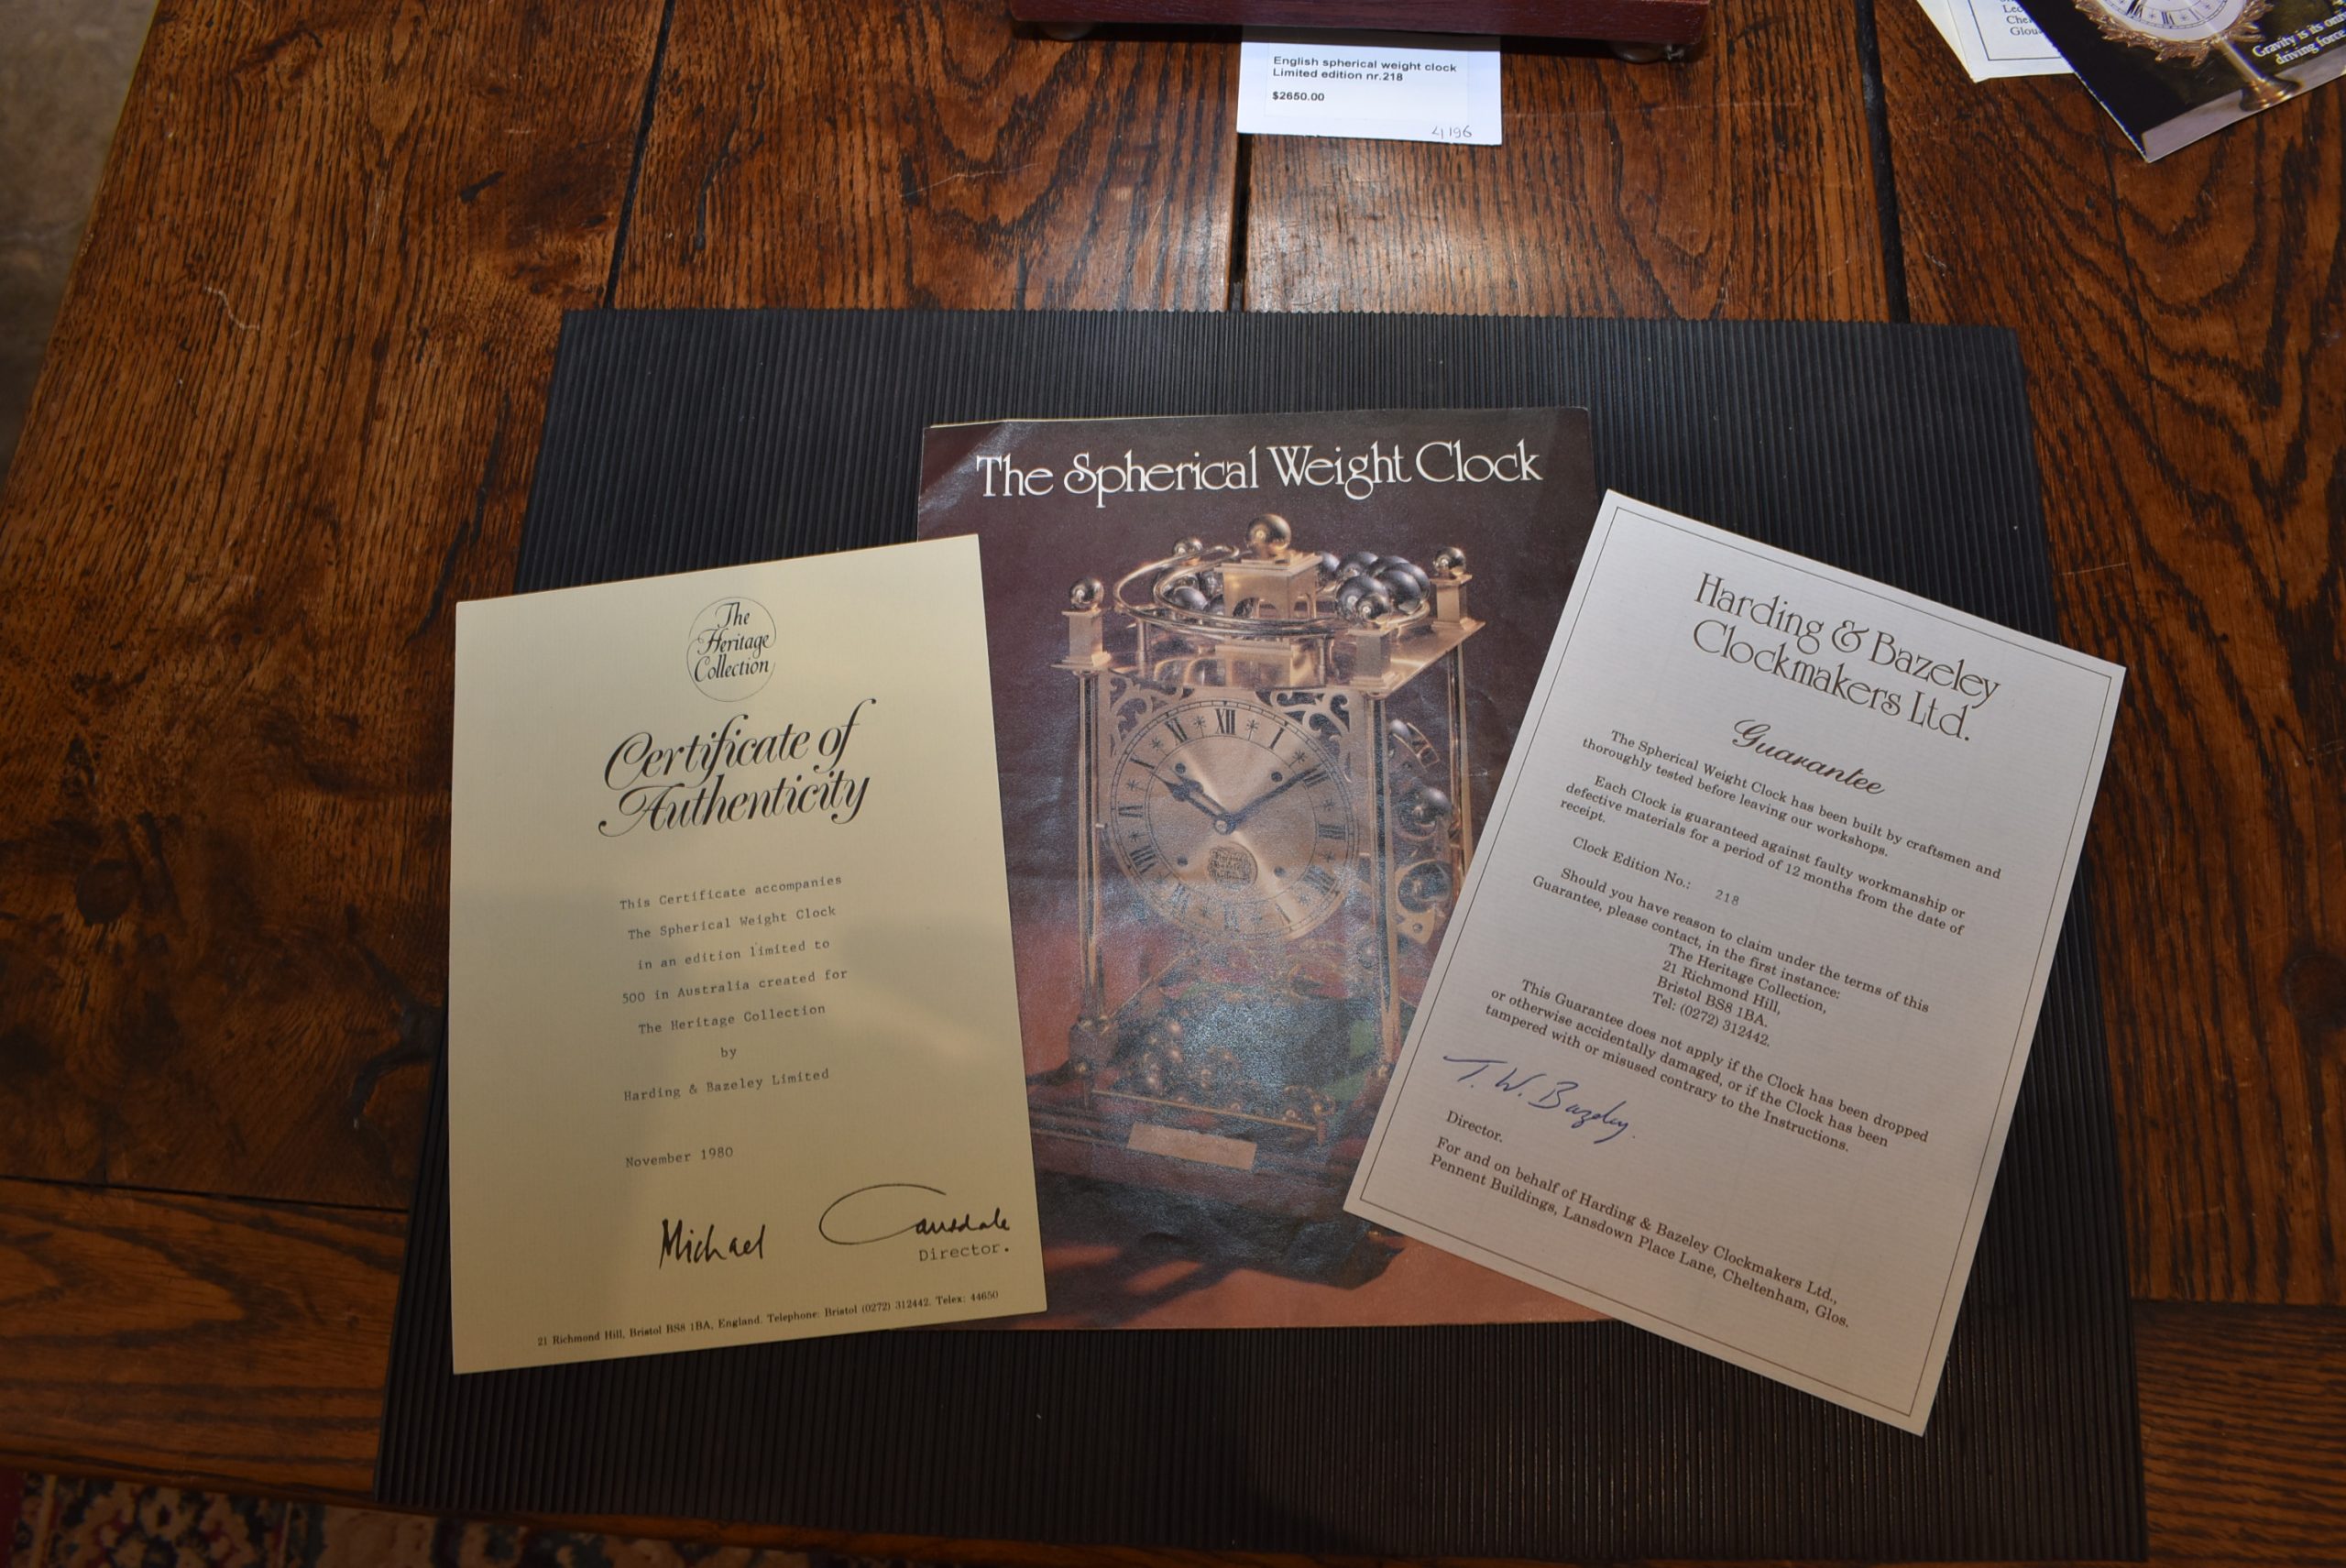 English spherical weight clock
Limited edition nr.218
$2650.00
4/196
Gravity is its
driving force
The Spherical Weight Clock
XII
I
The
Heritage
Collection
Certificate of
Authenticity
This Certificate accompanies
The Spherical Weight Clock
in an edition limited to
500 in Australia created for
The Heritage Collection
by
Harding & Bazeley Limited
November 1980
Michael Cansdale
Director.
21 Richmond Hill, Bristol BS8 1BA, England. Telephone: Bristol (0272) 312442. Telex: 44650
Harding & Bazeley
Clockmakers Ltd.
Guarantee
The Spherical Weight Clock has been built by craftsmen and
thoroughly tested before leaving our workshops.
Each Clock is guaranteed against faulty workmanship or
defective materials for a period of 12 months from the date of
receipt.
Clock Edition No.: 218
Should you have reason to claim under the terms of this
Guarantee, please contact, in the first instance:
The Heritage Collection,
21 Richmond Hill,
Bristol BS8 1BA.
Tel: (0272) 312442.
This Guarantee does not apply if the Clock has been dropped
or otherwise accidentally damaged, or if the Clock has been
tampered with or misused contrary to the Instructions.
T. W. Bazeley.
Director.
For and on behalf of Harding & Bazeley Clockmakers Ltd.,
Pennent Buildings, Lansdown Place Lane, Cheltenham, Glos.